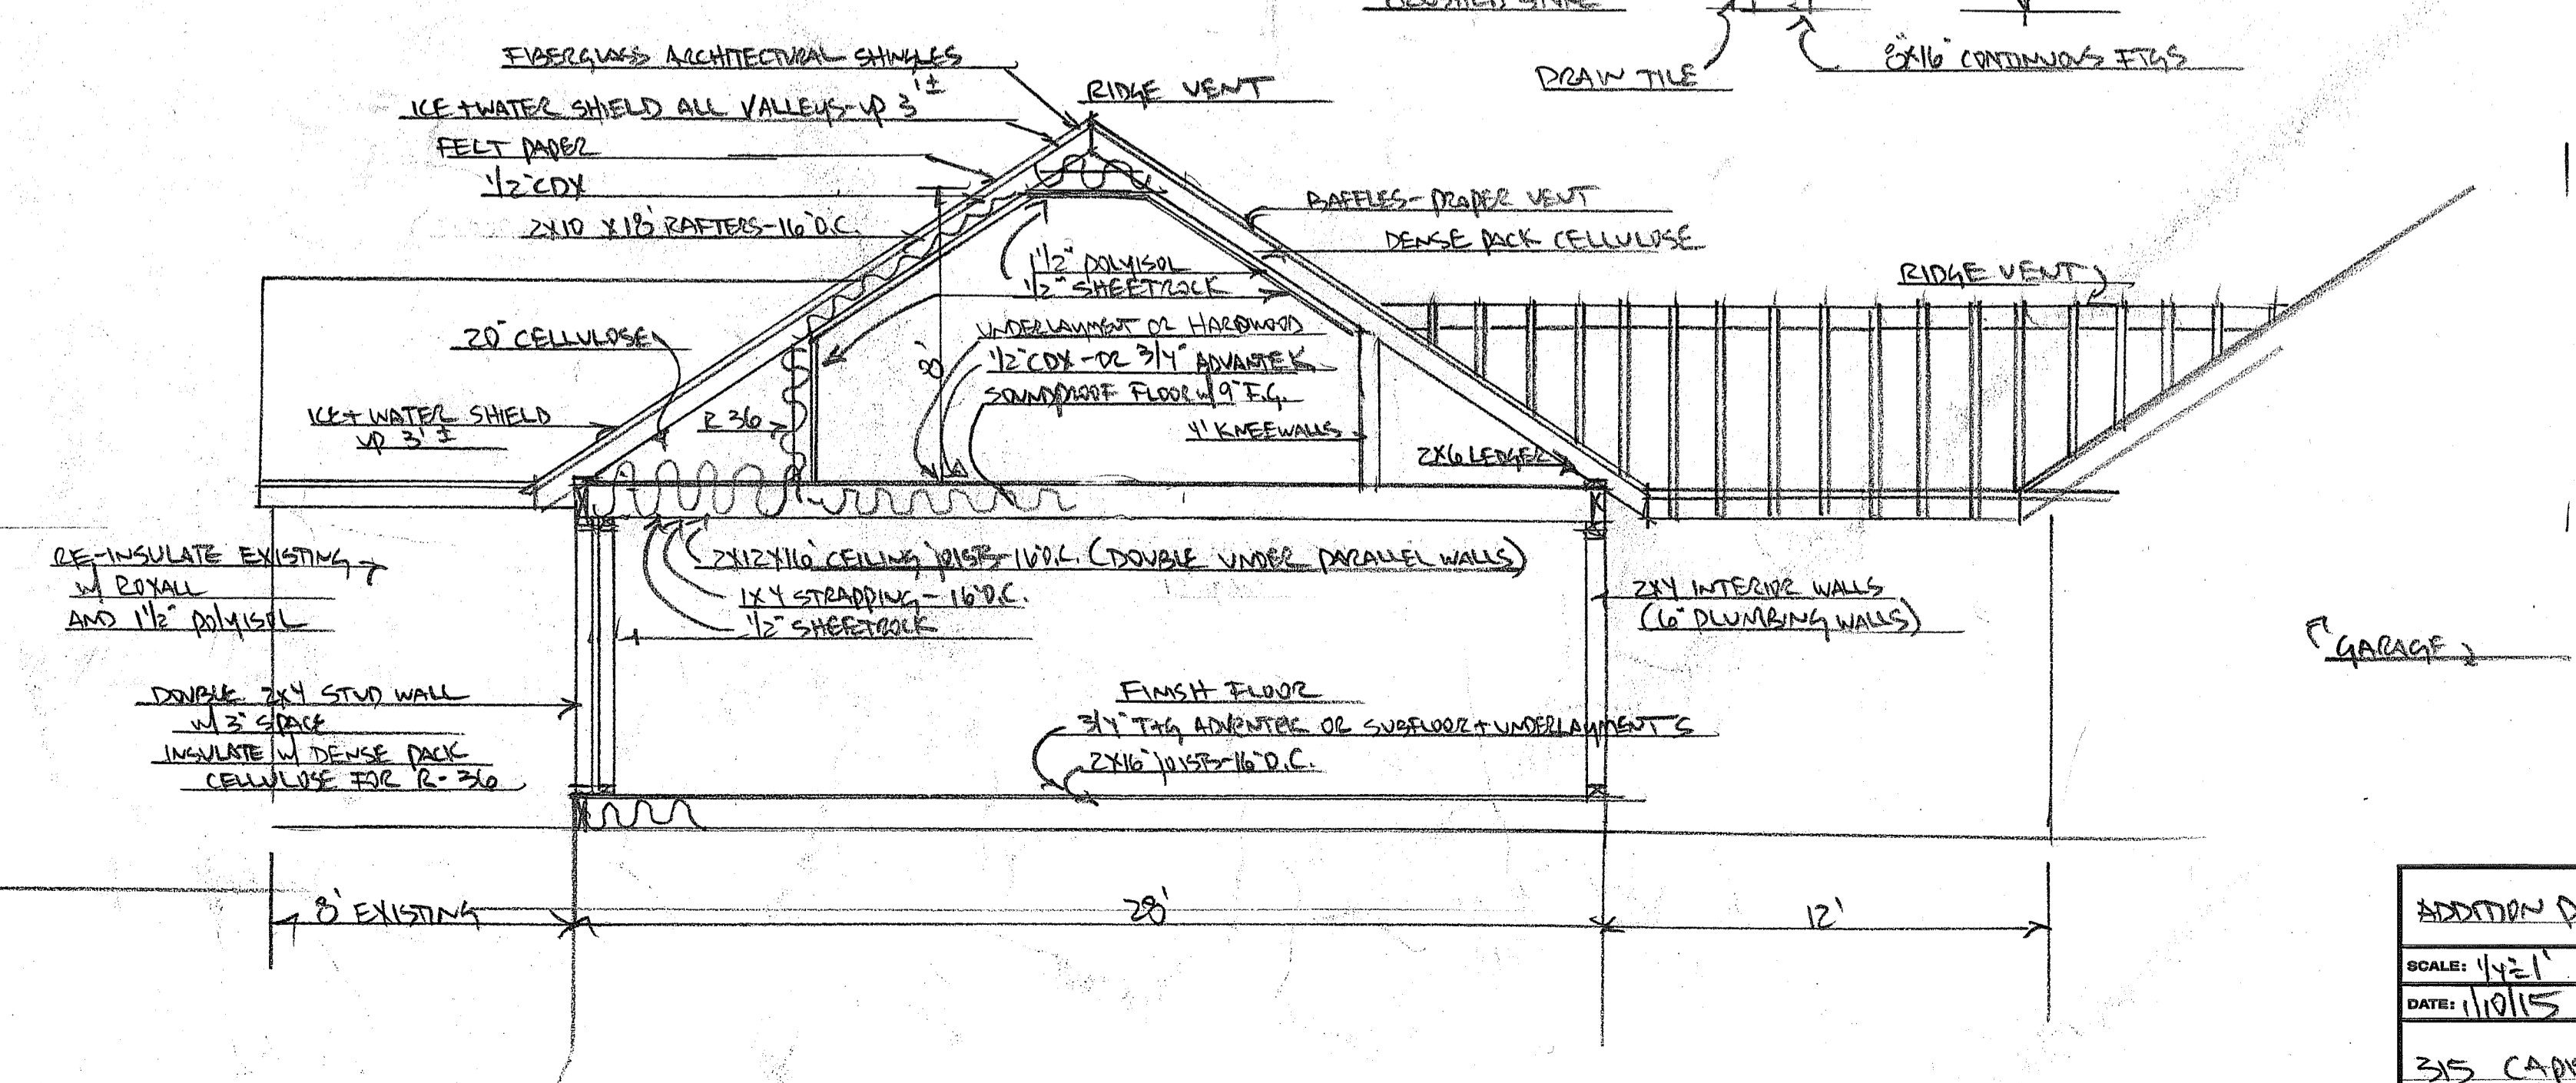 DRAIN TILE
8"X16" CONTINUOUS FTGS
FIBERGLASS ARCHITECTURAL SHINGLES
RIDGE VENT
ICE + WATER SHIELD ALL VALLEYS-UP 3'±
FELT PAPER
1/2" CDX
2X10 X18' RAFTERS-16"O.C.
BAFFLES-PROPER VENT
DENSE PACK CELLULOSE
1 1/2" POLYISOL
1/2" SHEETROCK
RIDGE VENT
20" CELLULOSE
UNDERLAYMENT OR HARDWOOD
1/2" CDX-OR 3/4" ADVANTEK
SOUNDPROOF FLOOR W/ 9" F.G.
8'
ICE + WATER SHIELD
UP 3' ±
R 36
4' KNEEWALLS
2X6 LEDGER
RE-INSULATE EXISTING
W/ ROXALL
AND 1 1/2" POLYISOL
2X12X16' CEILING JOISTS-16"O.C. (DOUBLE UNDER PARALLEL WALLS)
1X4 STRAPPING-16"O.C.
1/2" SHEETROCK
2X4 INTERIOR WALLS
(6" PLUMBING WALLS)
GARAGE
DOUBLE 2X4 STUD WALL
W/ 3" SPACE
INSULATE W/ DENSE PACK
CELLULOSE FOR R-36
FINISH FLOOR
3/4" T+G ADVENTEK OR SUBFLOOR + UNDERLAYMENT S
2X16" JOISTS-16"O.C.
8' EXISTING
28'
12'
ADDITION
SCALE: 1/4"=1'
DATE: 1/10/15
315